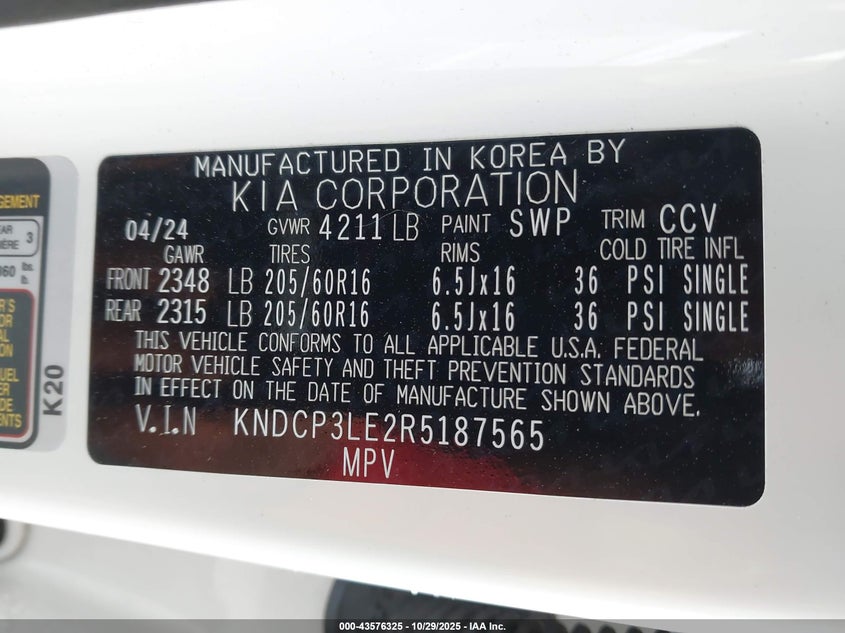 MANUFACTURED IN KOREA BY
KIA CORPORATION
04/24 GVWR 4211 LB PAINT SWP TRIM CCV
GAWR TIRES RIMS COLD TIRE INFL
FRONT 2348 LB 205/60R16 6.5Jx16 36 PSI SINGLE
REAR 2315 LB 205/60R16 6.5Jx16 36 PSI SINGLE
THIS VEHICLE CONFORMS TO ALL APPLICABLE U.S.A. FEDERAL
MOTOR VEHICLE SAFETY AND THEFT PREVENTION STANDARDS
IN EFFECT ON THE DATE OF MANUFACTURE SHOWN ABOVE.
V.I.N KNDCP3LE2R5187565
MPV
K20
3
lbs.
000-43576325 - 10/29/2025 - IAA Inc.